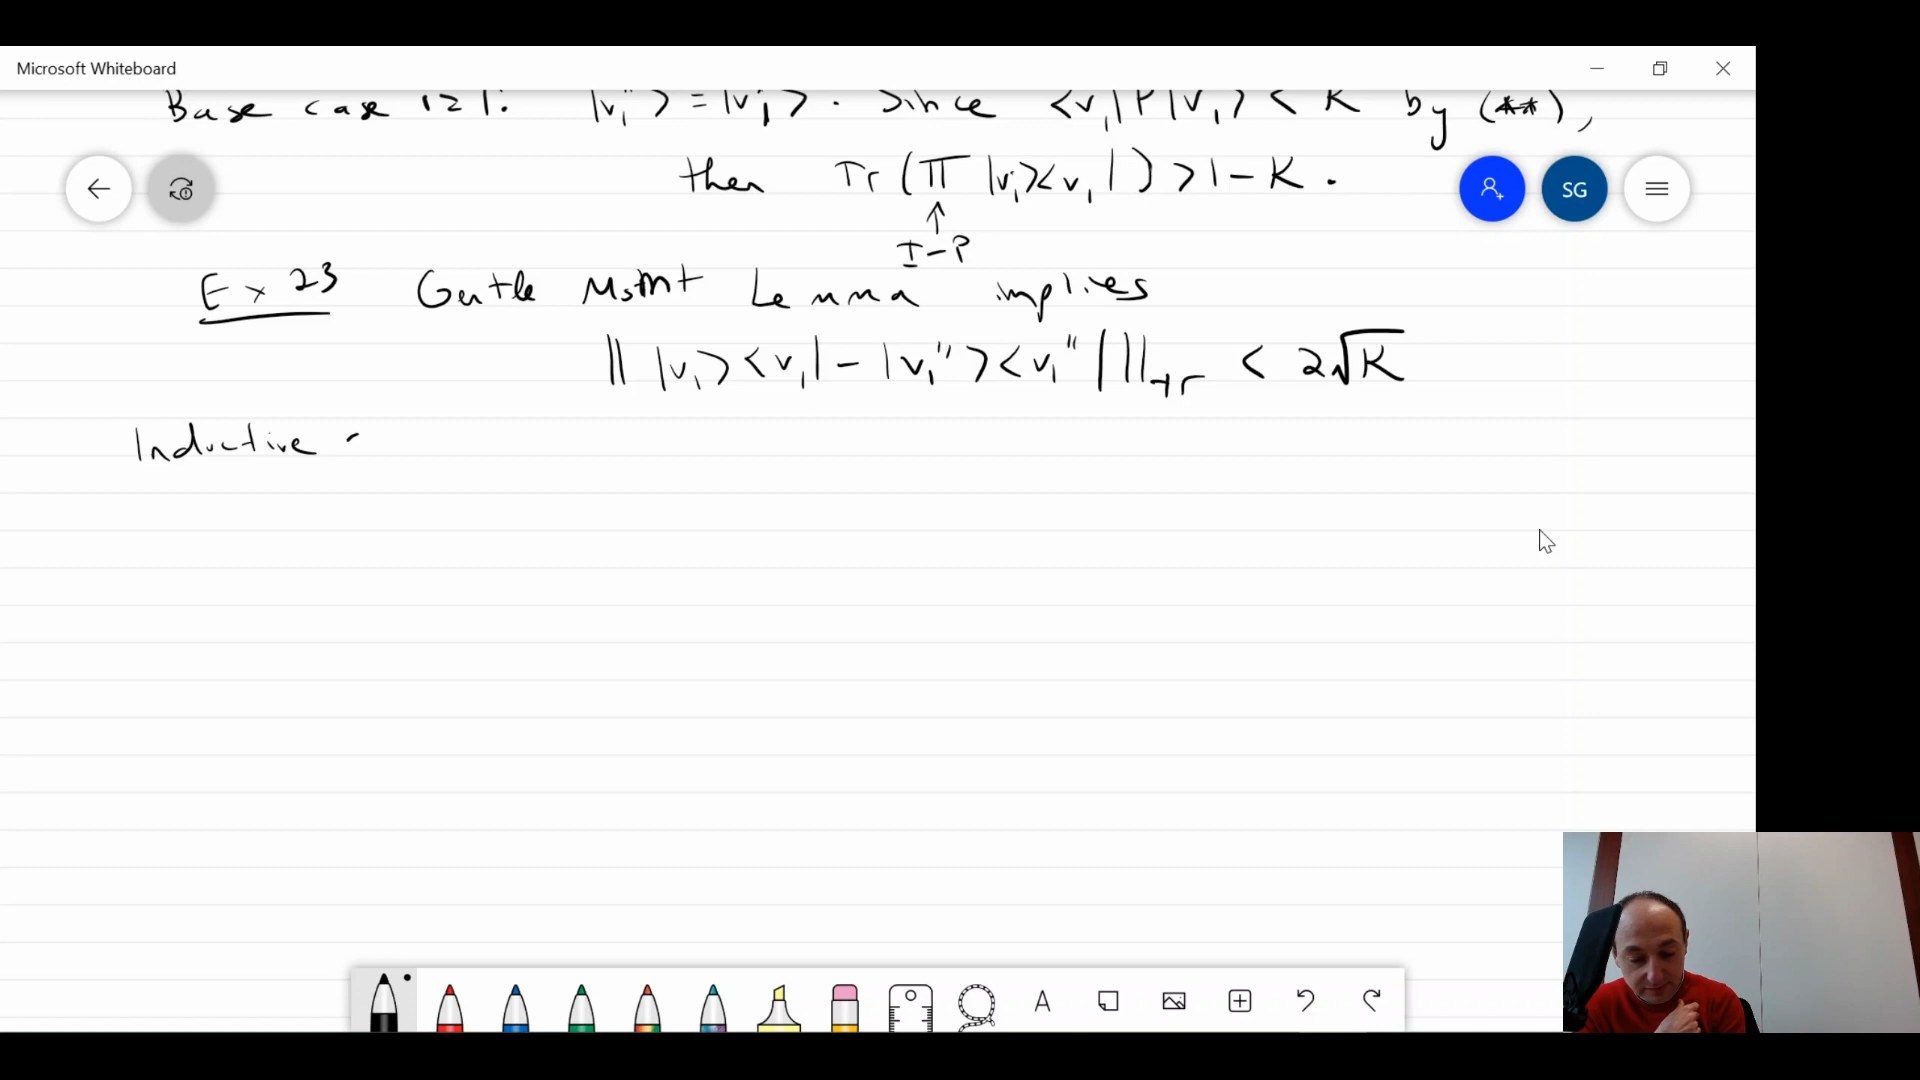 Microsoft Whiteboard
Base case i=1: |v₁''> = |v₁'>. Since <v₁|P|v₁> < K by (**),
then Tr(Π |v₁><v₁|) > 1 - K.
↑
I-P
Ex 23 Gentle Msmt Lemma implies
|| |v₁><v₁| - |v₁''><v₁''| ||_tr < 2√K
Inductive
SG
A